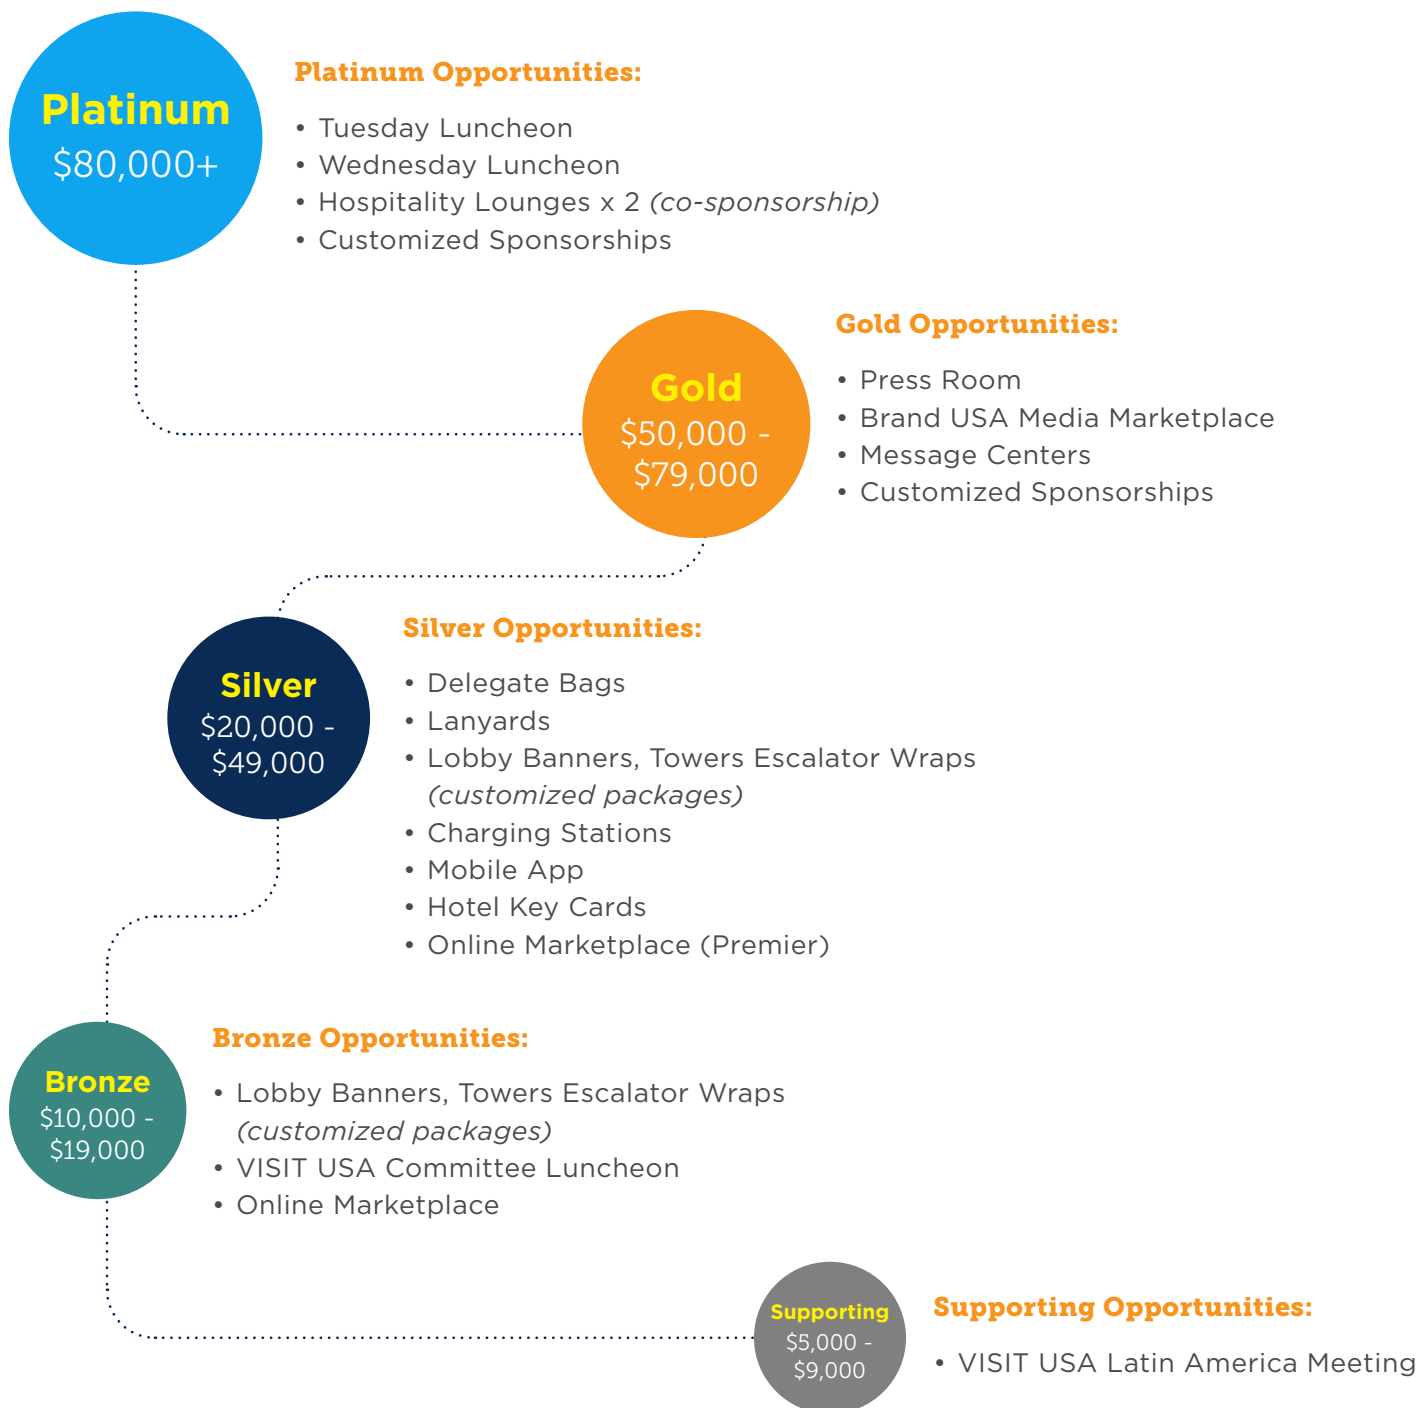 Platinum
$80,000+
Platinum Opportunities:
• Tuesday Luncheon
• Wednesday Luncheon
• Hospitality Lounges x 2 (co-sponsorship)
• Customized Sponsorships
Gold
$50,000 -
$79,000
Gold Opportunities:
• Press Room
• Brand USA Media Marketplace
• Message Centers
• Customized Sponsorships
Silver
$20,000 -
$49,000
Silver Opportunities:
• Delegate Bags
• Lanyards
• Lobby Banners, Towers Escalator Wraps
(customized packages)
• Charging Stations
• Mobile App
• Hotel Key Cards
• Online Marketplace (Premier)
Bronze
$10,000 -
$19,000
Bronze Opportunities:
• Lobby Banners, Towers Escalator Wraps
(customized packages)
• VISIT USA Committee Luncheon
• Online Marketplace
Supporting
$5,000 -
$9,000
Supporting Opportunities:
• VISIT USA Latin America Meeting